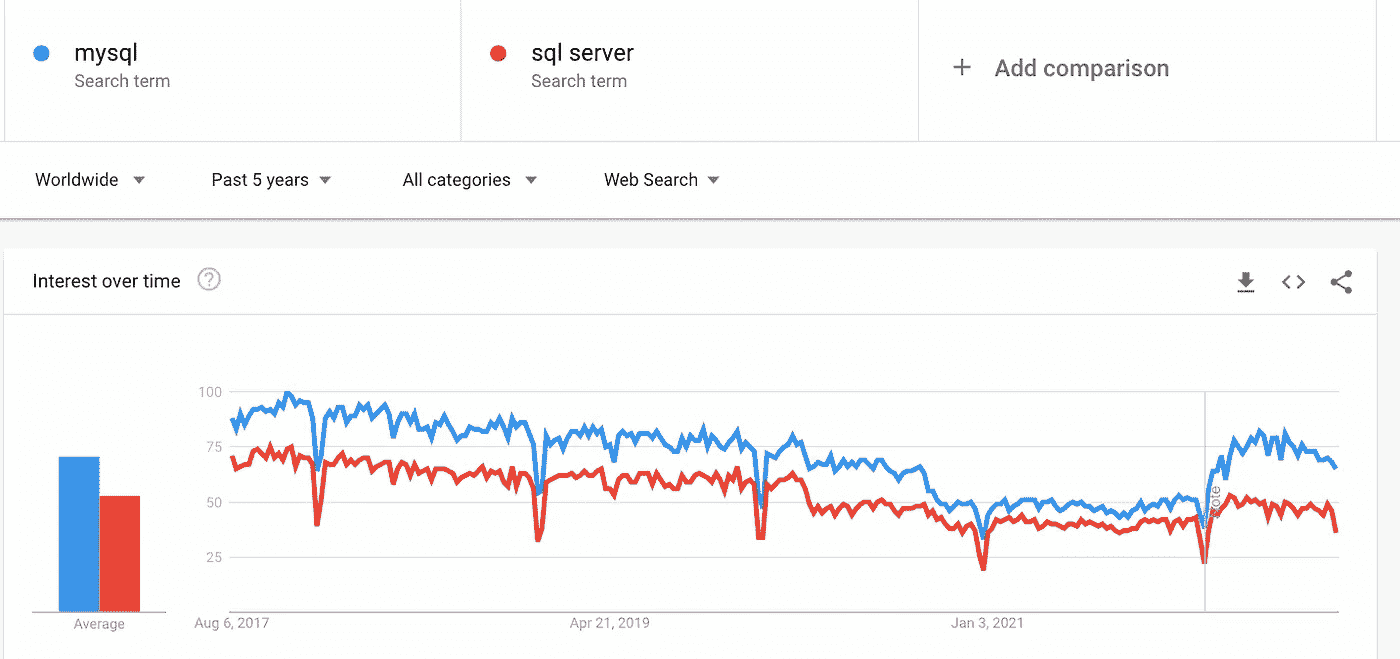 mysql
Search term
sql server
Search term
+ Add comparison
Worldwide
Past 5 years
All categories
Web Search
Interest over time
?
100
75
50
25
Note
Average
Aug 6, 2017
Apr 21, 2019
Jan 3, 2021